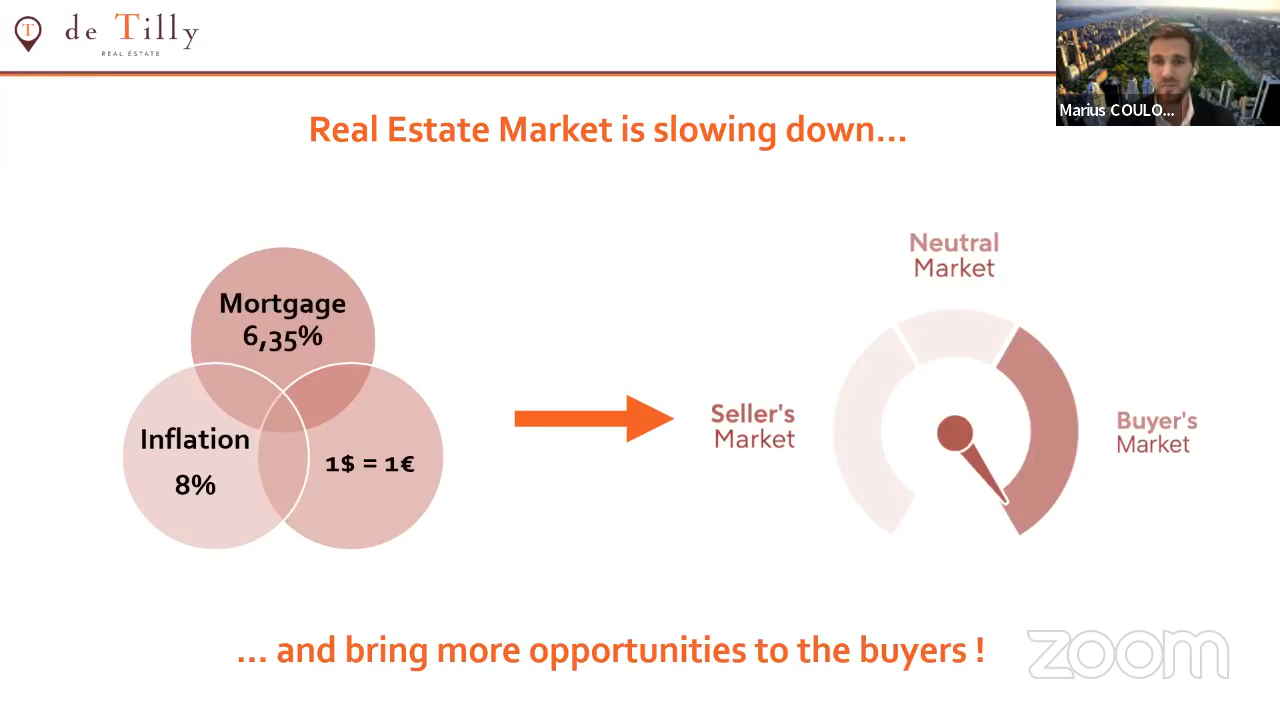 T
de Tilly
REAL ESTATE
Marius COULO...
Real Estate Market is slowing down...
Neutral
Market
Mortgage
6,35%
Seller's
Market
Buyer's
Market
Inflation
8%
1$ = 1€
... and bring more opportunities to the buyers !
zoom